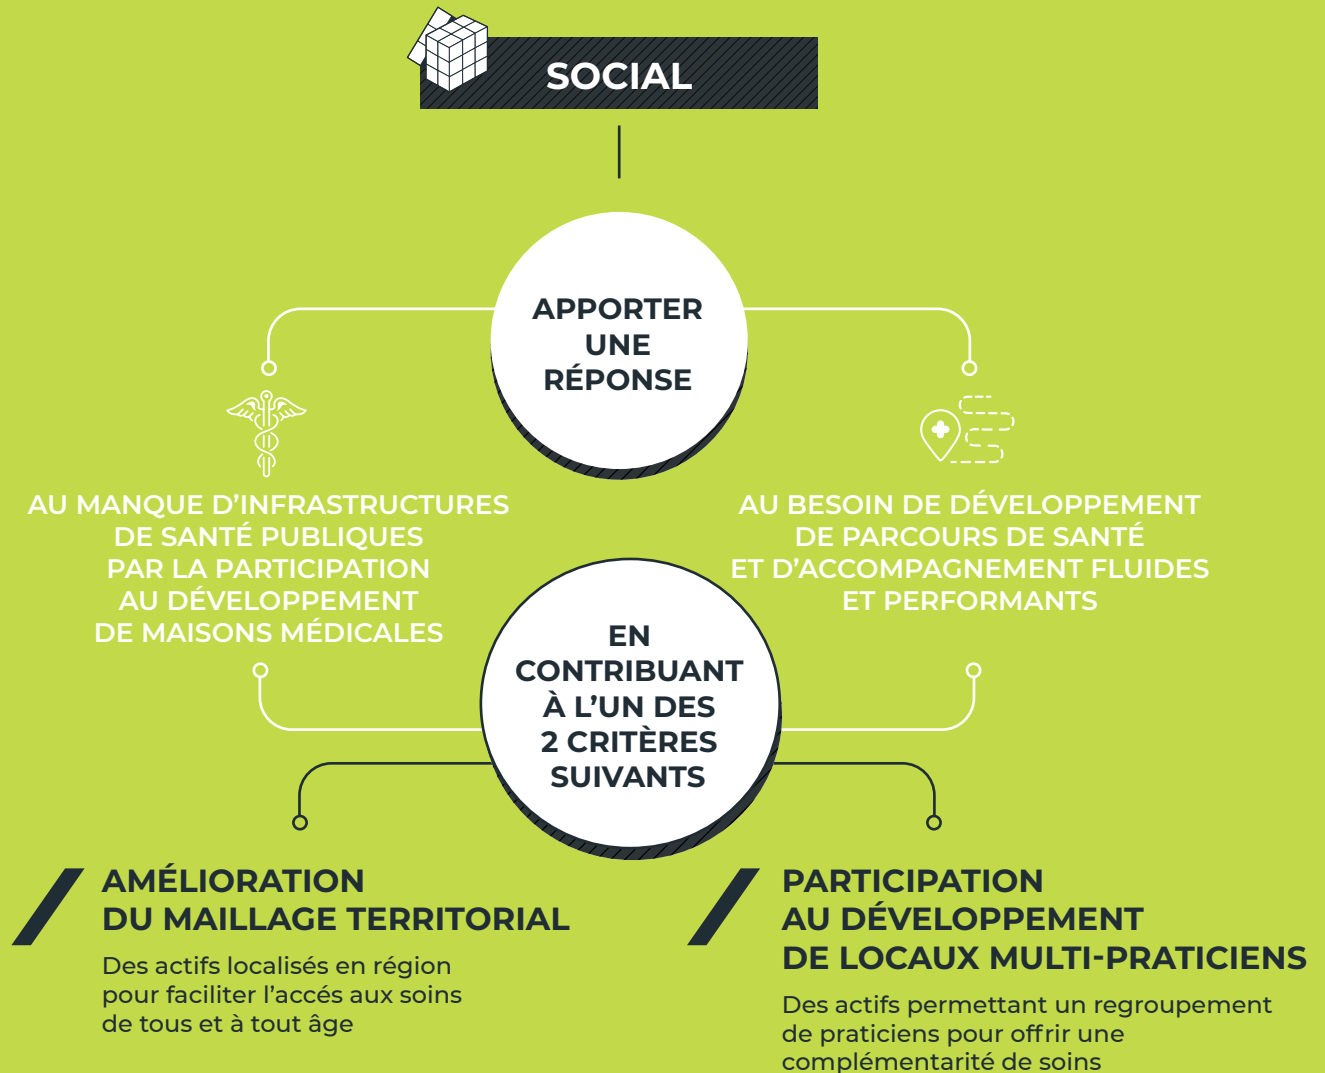 SOCIAL
APPORTER
UNE
RÉPONSE
AU MANQUE D’INFRASTRUCTURES
DE SANTÉ PUBLIQUES
PAR LA PARTICIPATION
AU DÉVELOPPEMENT
DE MAISONS MÉDICALES
AU BESOIN DE DÉVELOPPEMENT
DE PARCOURS DE SANTÉ
ET D’ACCOMPAGNEMENT FLUIDES
ET PERFORMANTS
EN
CONTRIBUANT
À L’UN DES
2 CRITÈRES
SUIVANTS
AMÉLIORATION
DU MAILLAGE TERRITORIAL
Des actifs localisés en région
pour faciliter l’accés aux soins
de tous et à tout âge
PARTICIPATION
AU DÉVELOPPEMENT
DE LOCAUX MULTI-PRATICIENS
Des actifs permettant un regroupement
de praticiens pour offrir une
complémentarité de soins